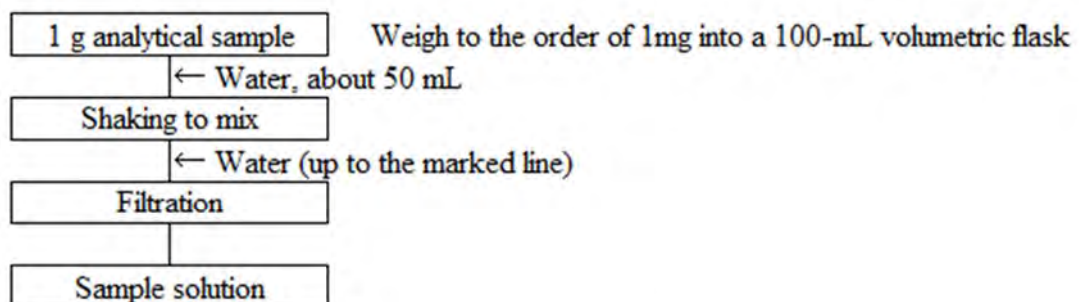 1 g analytical sample Weigh to the order of 1mg into a 100-mL volumetric flask
← Water, about 50 mL
Shaking to mix
← Water (up to the marked line)
Filtration
Sample solution